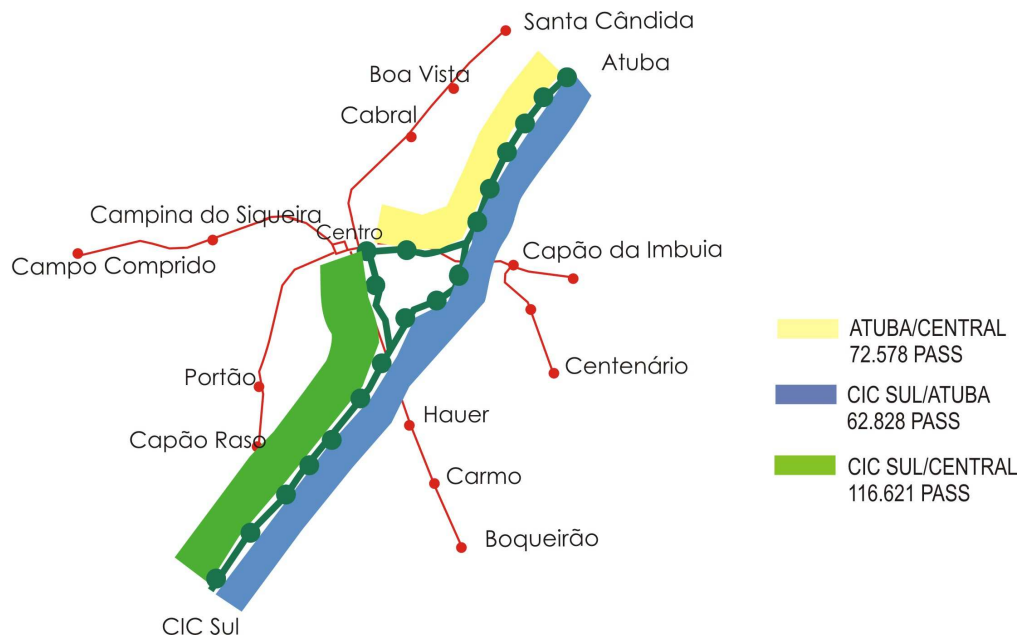 Santa Cândida
Atuba
Boa Vista
Cabral
Campina do Siqueira
Centro
Campo Comprido
Capão da Imbuia
ATUBA/CENTRAL
72.578 PASS
Portão
Centenário
CIC SUL/ATUBA
62.828 PASS
Hauer
Capão Raso
CIC SUL/CENTRAL
116.621 PASS
Carmo
Boqueirão
CIC Sul